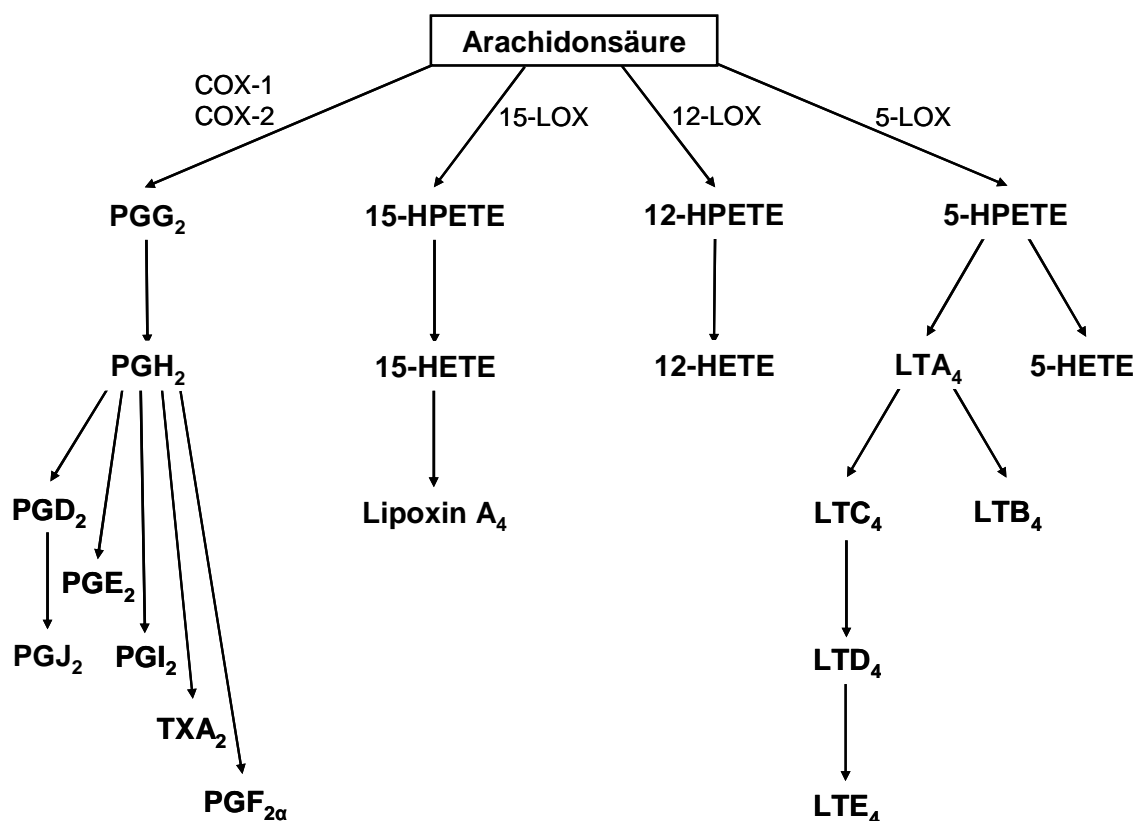 Arachidonsäure
COX-1
COX-2
15-LOX
12-LOX
5-LOX
PGG₂
15-HPETE
12-HPETE
5-HPETE
PGH₂
15-HETE
12-HETE
LTA₄
5-HETE
PGD₂
Lipoxin A₄
LTC₄
LTB₄
PGE₂
PGJ₂
PGI₂
LTD₄
TXA₂
PGF₂α
LTE₄